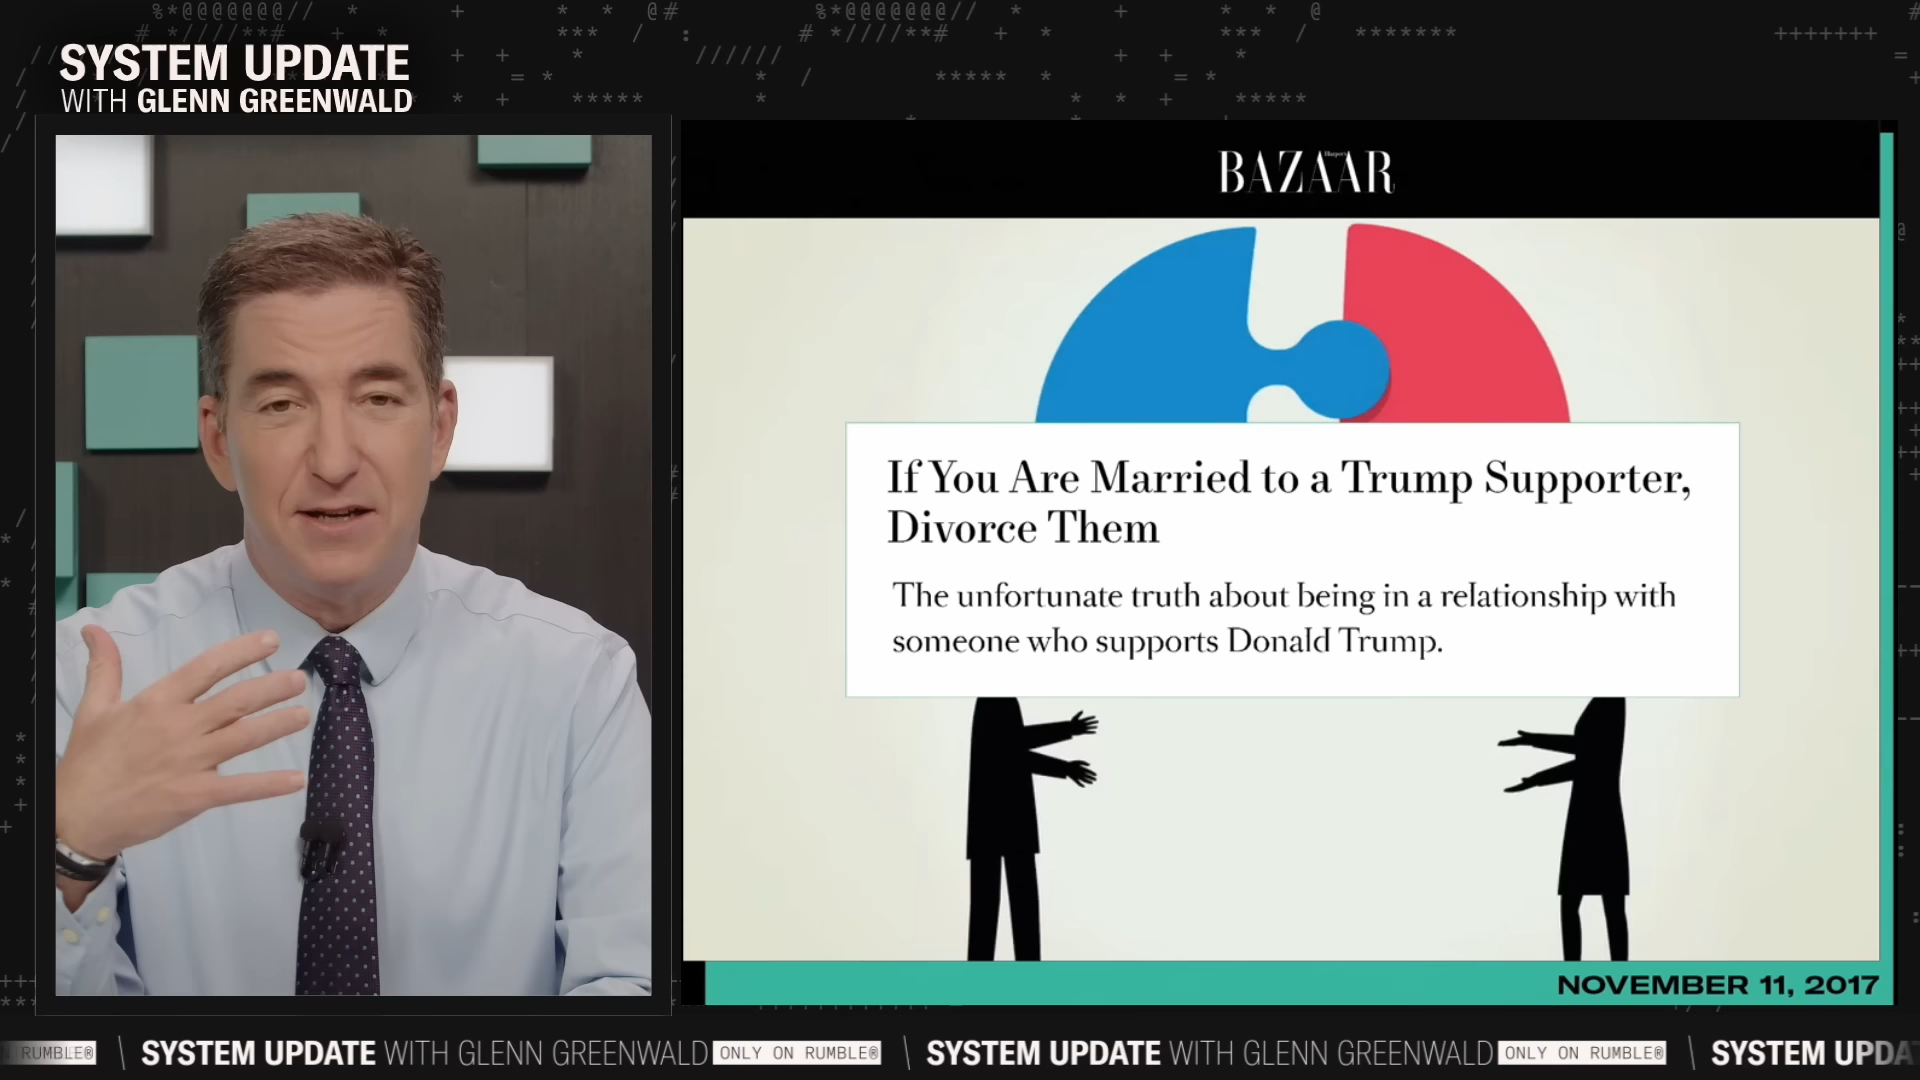 SYSTEM UPDATE
WITH GLENN GREENWALD
Harper's
BAZAAR
If You Are Married to a Trump Supporter,
Divorce Them
The unfortunate truth about being in a relationship with
someone who supports Donald Trump.
NOVEMBER 11, 2017
N RUMBLE® \ SYSTEM UPDATE WITH GLENN GREENWALD ONLY ON RUMBLE® \ SYSTEM UPDATE WITH GLENN GREENWALD ONLY ON RUMBLE® \ SYSTEM UPDA